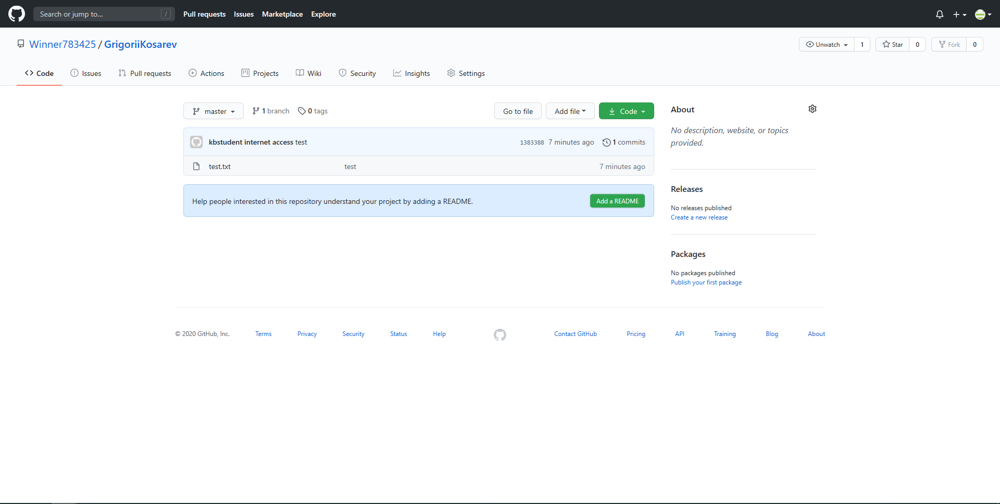 Search or jump to... /
Pull requests Issues Marketplace Explore
Winner783425 / GrigoriiKosarev
Unwatch 1 Star 0 Fork 0
Code Issues Pull requests Actions Projects Wiki Security Insights Settings
master 1 branch 0 tags Go to file Add file Code
kbstudent internet access test 1383388 7 minutes ago 1 commits
test.txt test 7 minutes ago
Help people interested in this repository understand your project by adding a README. Add a README
About
No description, website, or topics
provided.
Releases
No releases published
Create a new release
Packages
No packages published
Publish your first package
© 2020 GitHub, Inc. Terms Privacy Security Status Help Contact GitHub Pricing API Training Blog About